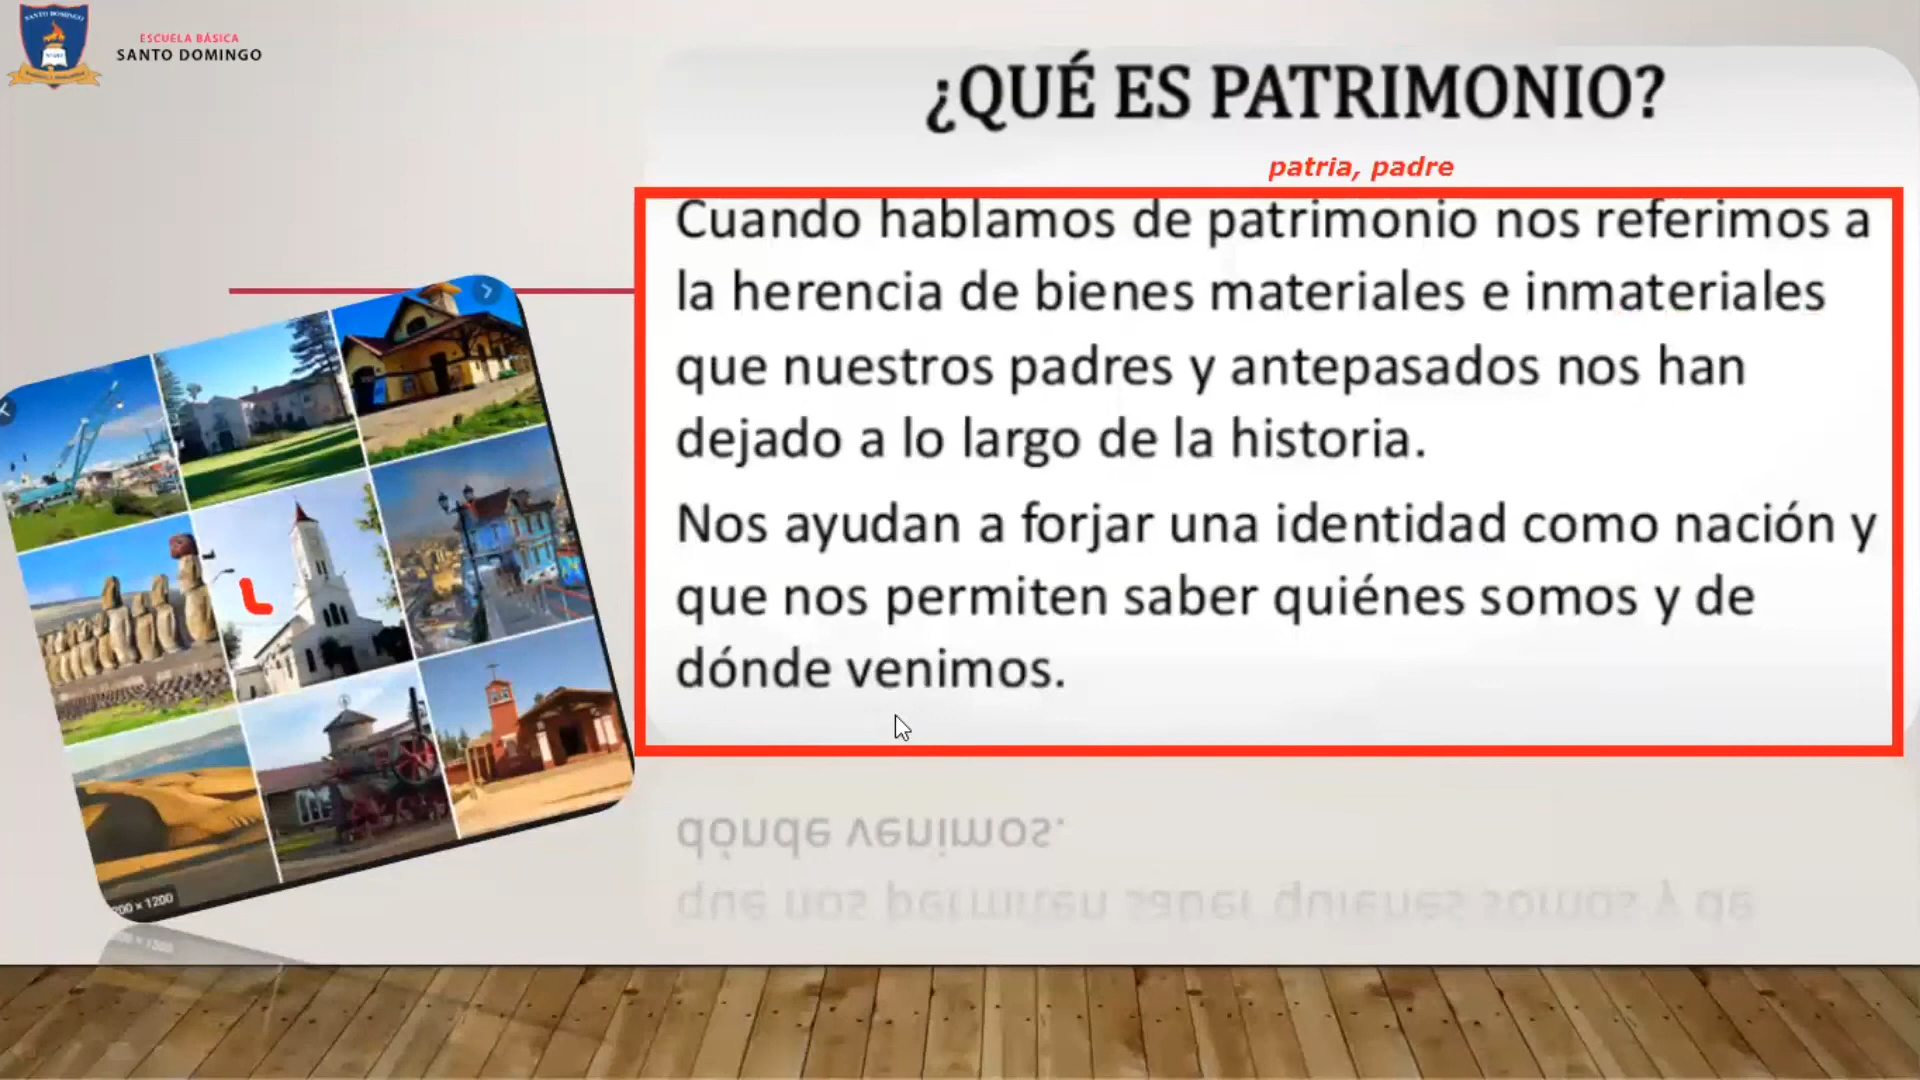 ESCUELA BÁSICA
SANTO DOMINGO
SANTO DOMINGO
¿QUÉ ES PATRIMONIO?
patria, padre
Cuando hablamos de patrimonio nos referimos a
la herencia de bienes materiales e inmateriales
que nuestros padres y antepasados nos han
dejado a lo largo de la historia.
Nos ayudan a forjar una identidad como nación y
que nos permiten saber quiénes somos y de
dónde venimos.